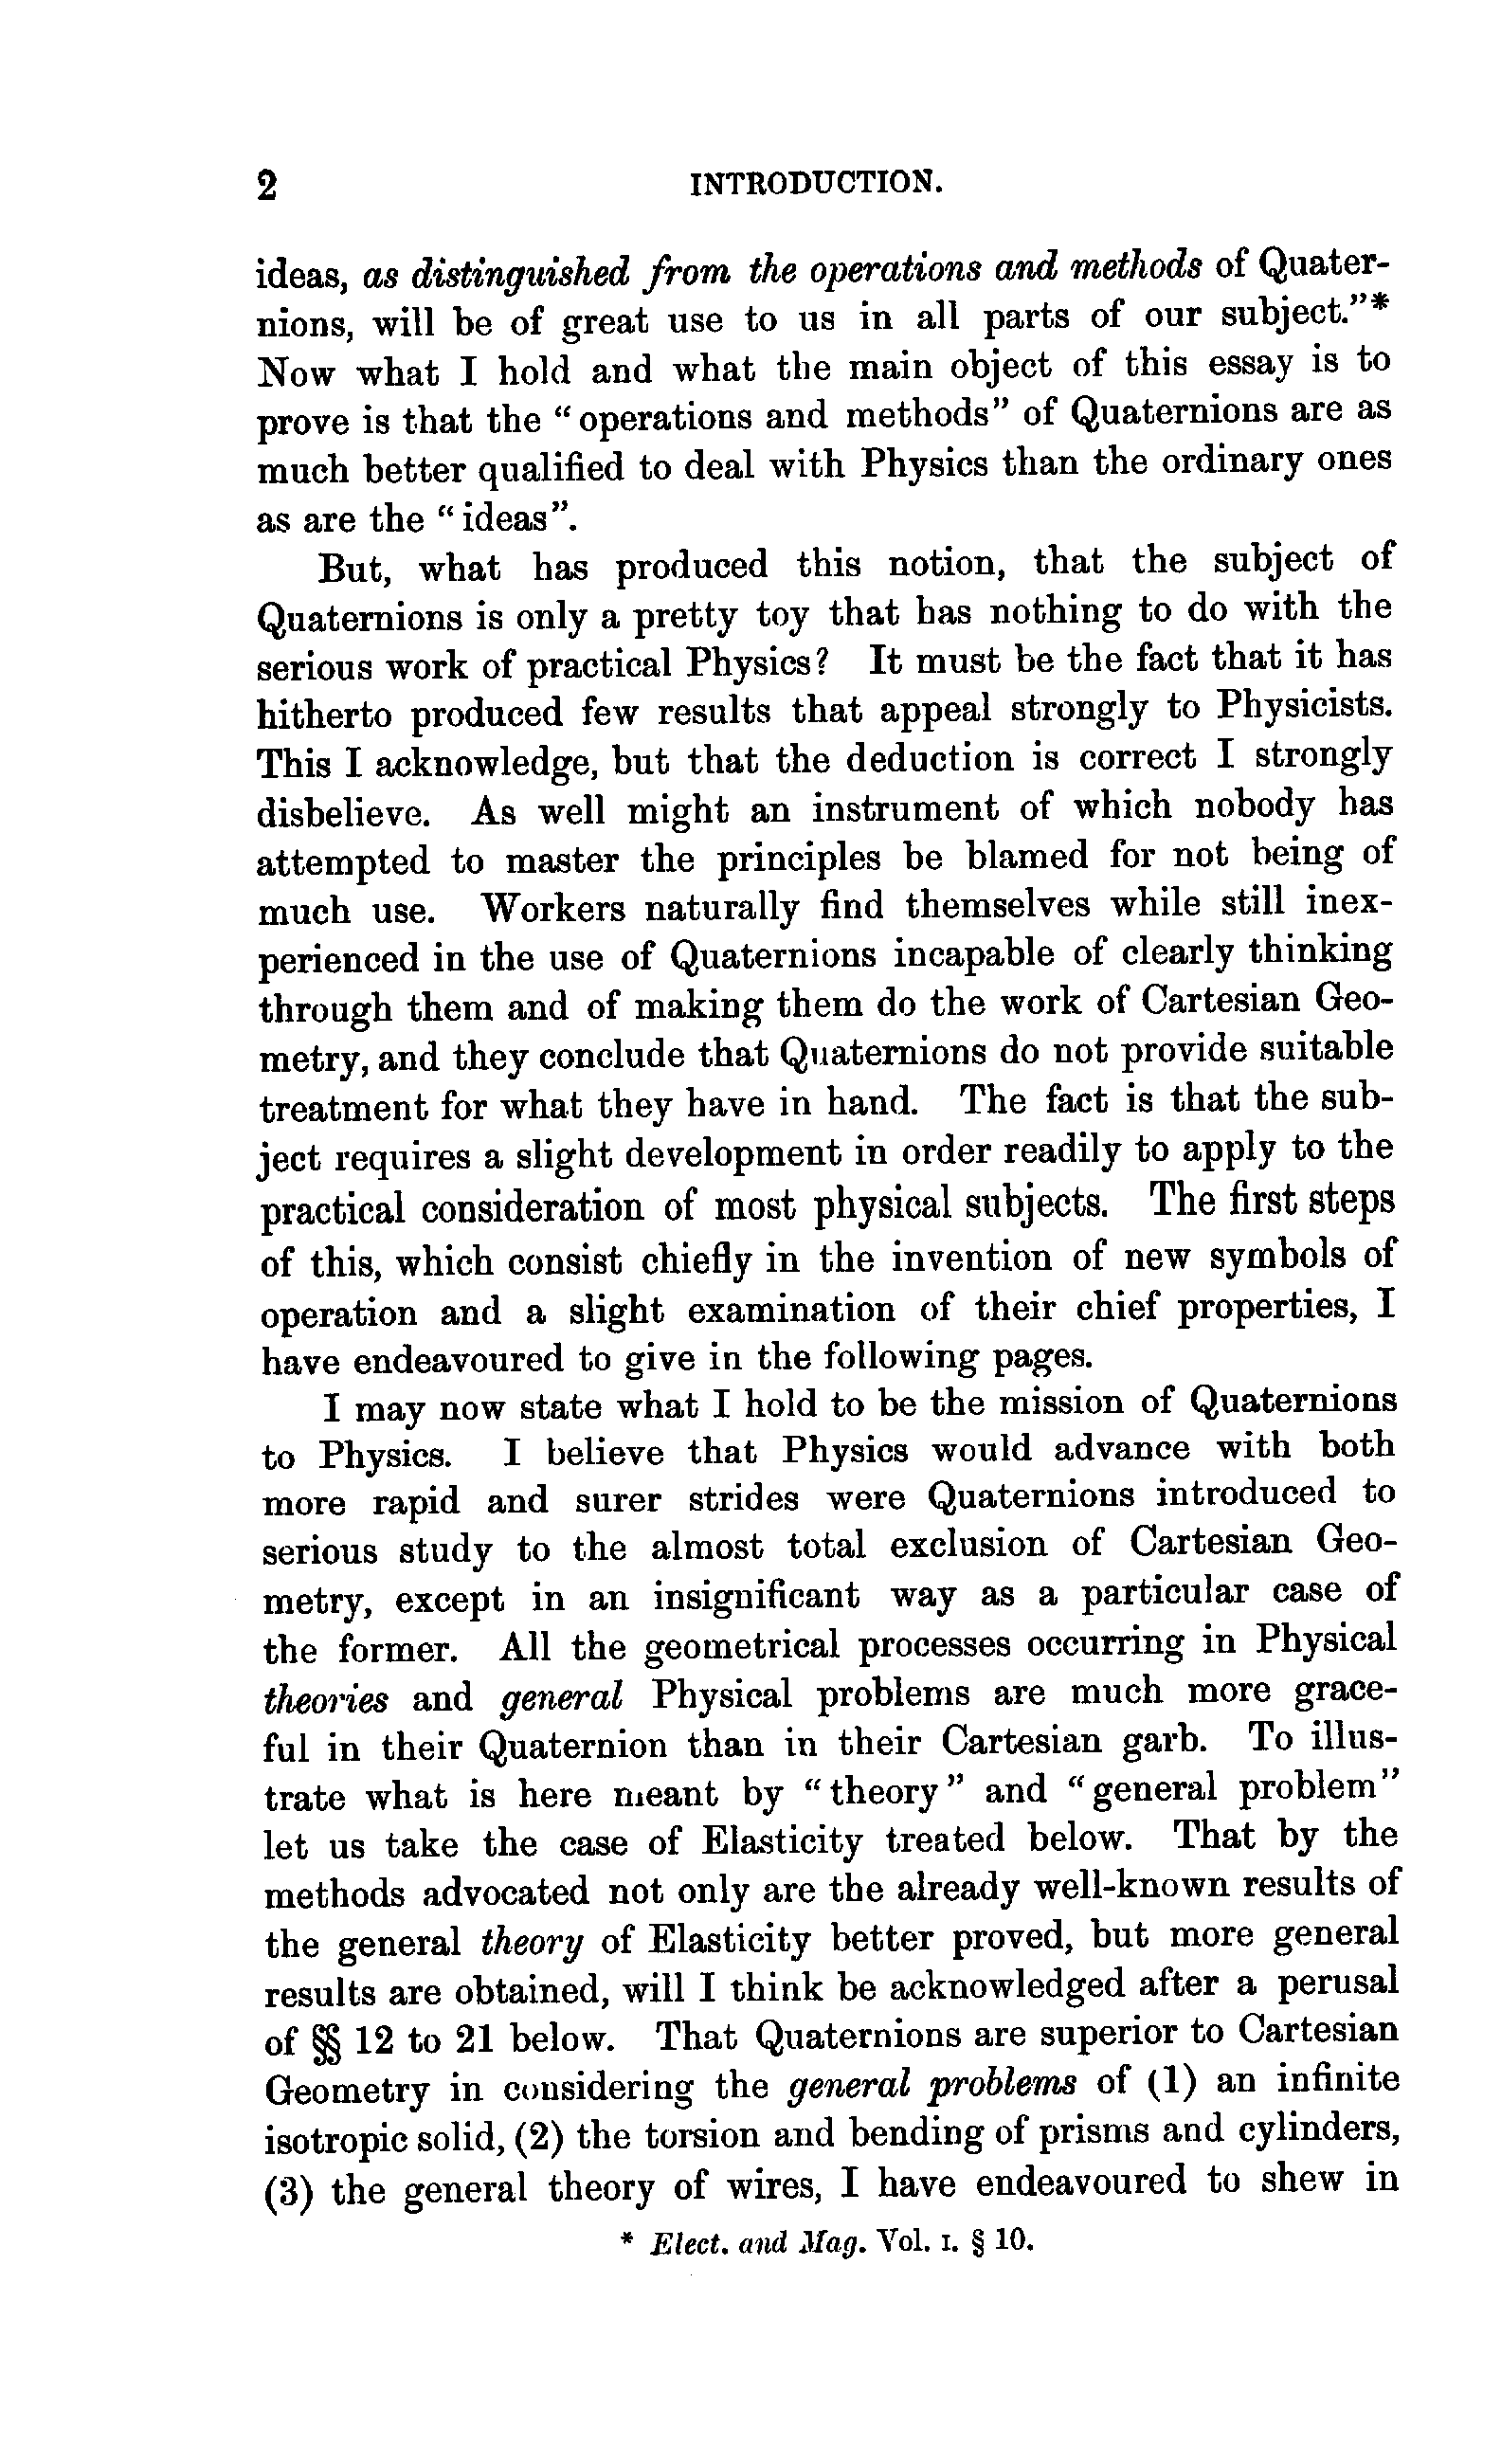 2 INTRODUCTION.
ideas, as distinguished from the operations and methods of Quater-
nions, will be of great use to us in all parts of our subject.”*
Now what I hold and what the main object of this essay is to
prove is that the “operations and methods” of Quaternions are as
much better qualified to deal with Physics than the ordinary ones
as are the “ideas”.
But, what has produced this notion, that the subject of
Quaternions is only a pretty toy that has nothing to do with the
serious work of practical Physics? It must be the fact that it has
hitherto produced few results that appeal strongly to Physicists.
This I acknowledge, but that the deduction is correct I strongly
disbelieve. As well might an instrument of which nobody has
attempted to master the principles be blamed for not being of
much use. Workers naturally find themselves while still inex-
perienced in the use of Quaternions incapable of clearly thinking
through them and of making them do the work of Cartesian Geo-
metry, and they conclude that Quaternions do not provide suitable
treatment for what they have in hand. The fact is that the sub-
ject requires a slight development in order readily to apply to the
practical consideration of most physical subjects. The first steps
of this, which consist chiefly in the invention of new symbols of
operation and a slight examination of their chief properties, I
have endeavoured to give in the following pages.
I may now state what I hold to be the mission of Quaternions
to Physics. I believe that Physics would advance with both
more rapid and surer strides were Quaternions introduced to
serious study to the almost total exclusion of Cartesian Geo-
metry, except in an insignificant way as a particular case of
the former. All the geometrical processes occurring in Physical
theories and general Physical problems are much more grace-
ful in their Quaternion than in their Cartesian garb. To illus-
trate what is here meant by “theory” and “general problem”
let us take the case of Elasticity treated below. That by the
methods advocated not only are the already well-known results of
the general theory of Elasticity better proved, but more general
results are obtained, will I think be acknowledged after a perusal
of §§ 12 to 21 below. That Quaternions are superior to Cartesian
Geometry in considering the general problems of (1) an infinite
isotropic solid, (2) the torsion and bending of prisms and cylinders,
(3) the general theory of wires, I have endeavoured to shew in
* Elect. and Mag. Vol. I. § 10.